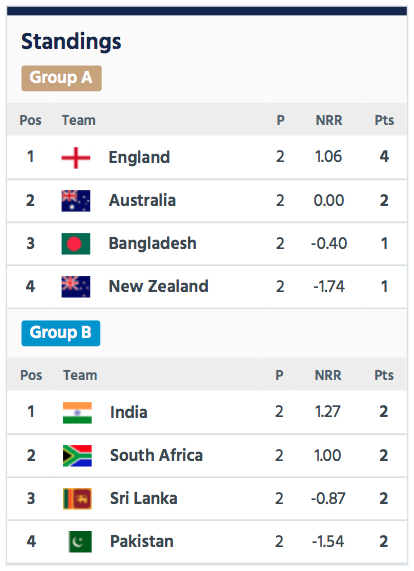 Standings
Group A
Pos Team P NRR Pts
1 England 2 1.06 4
2 Australia 2 0.00 2
3 Bangladesh 2 -0.40 1
4 New Zealand 2 -1.74 1
Group B
Pos Team P NRR Pts
1 India 2 1.27 2
2 South Africa 2 1.00 2
3 Sri Lanka 2 -0.87 2
4 Pakistan 2 -1.54 2